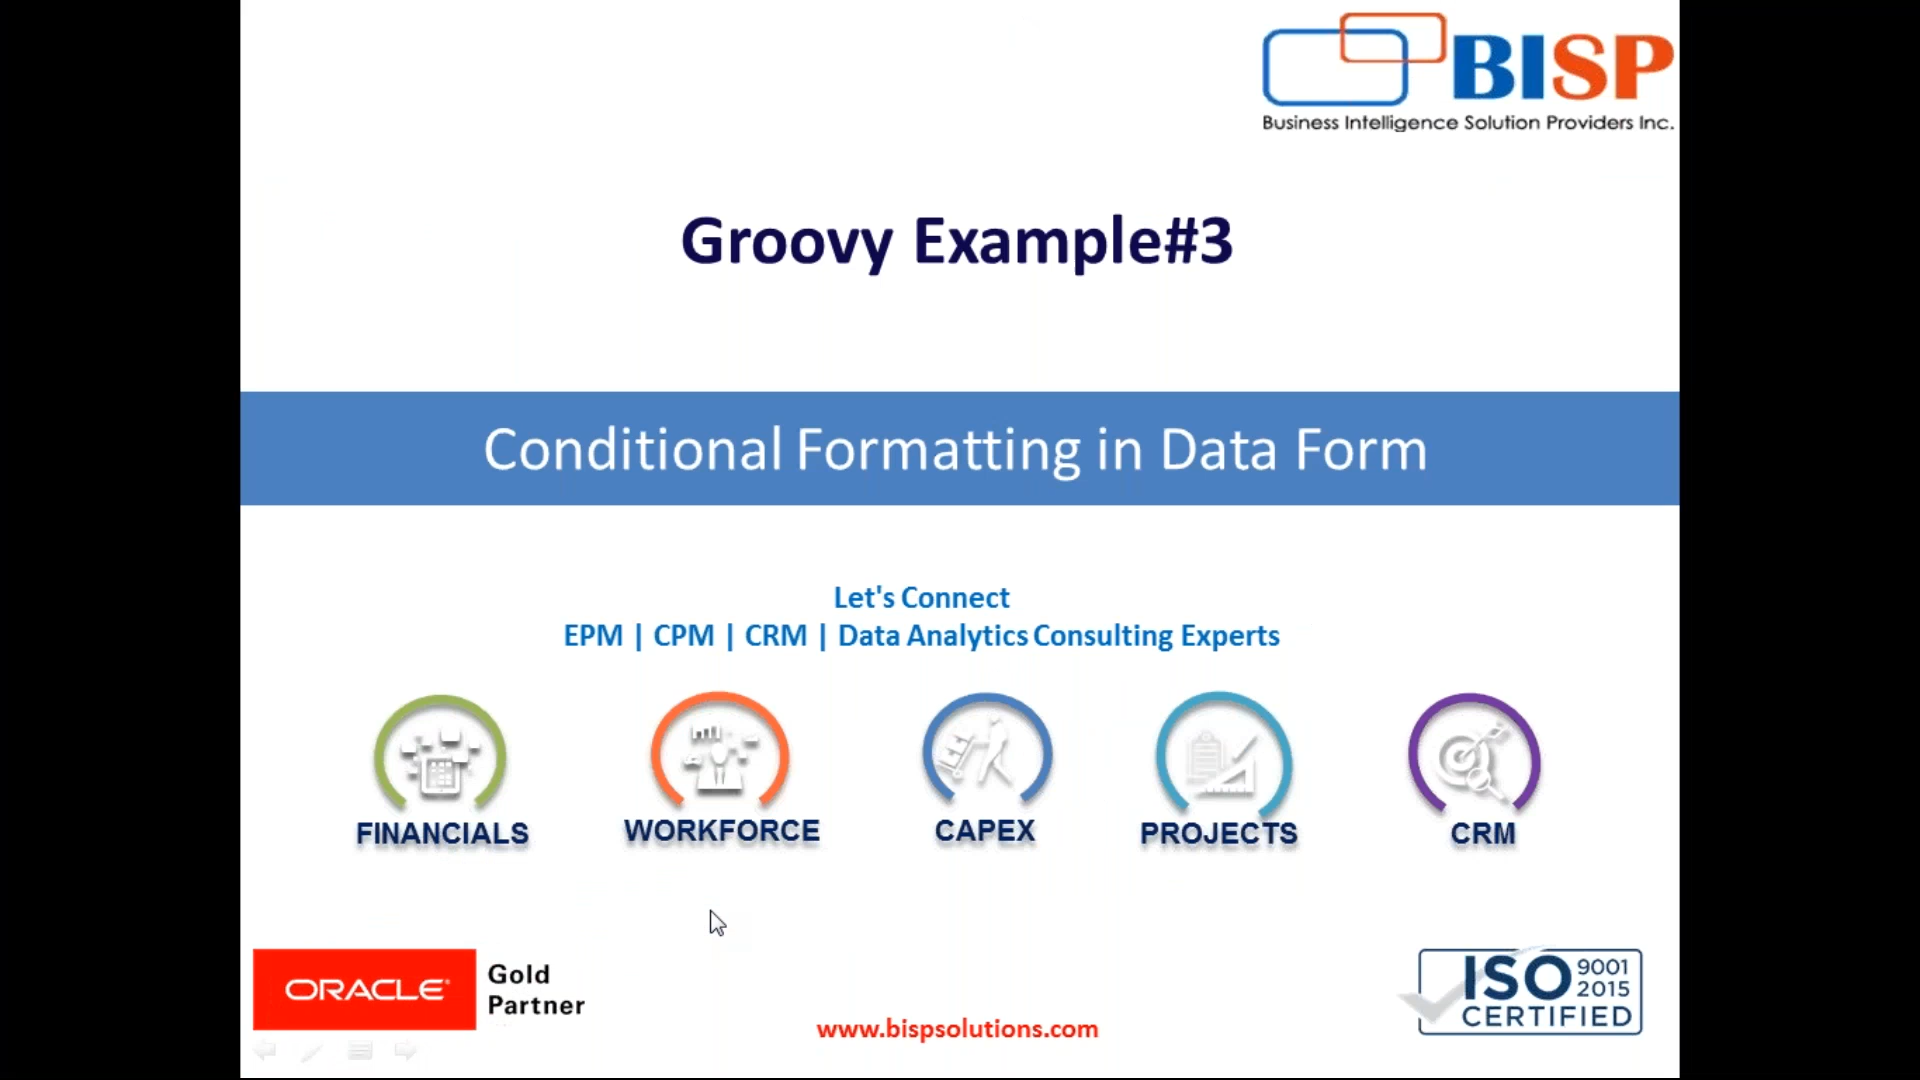 BISP
Business Intelligence Solution Providers Inc.
Groovy Example#3
Conditional Formatting in Data Form
Let's Connect
EPM | CPM | CRM | Data Analytics Consulting Experts
FINANCIALS
WORKFORCE
CAPEX
PROJECTS
CRM
ORACLE®
Gold
Partner
www.bispsolutions.com
ISO 9001
2015
CERTIFIED